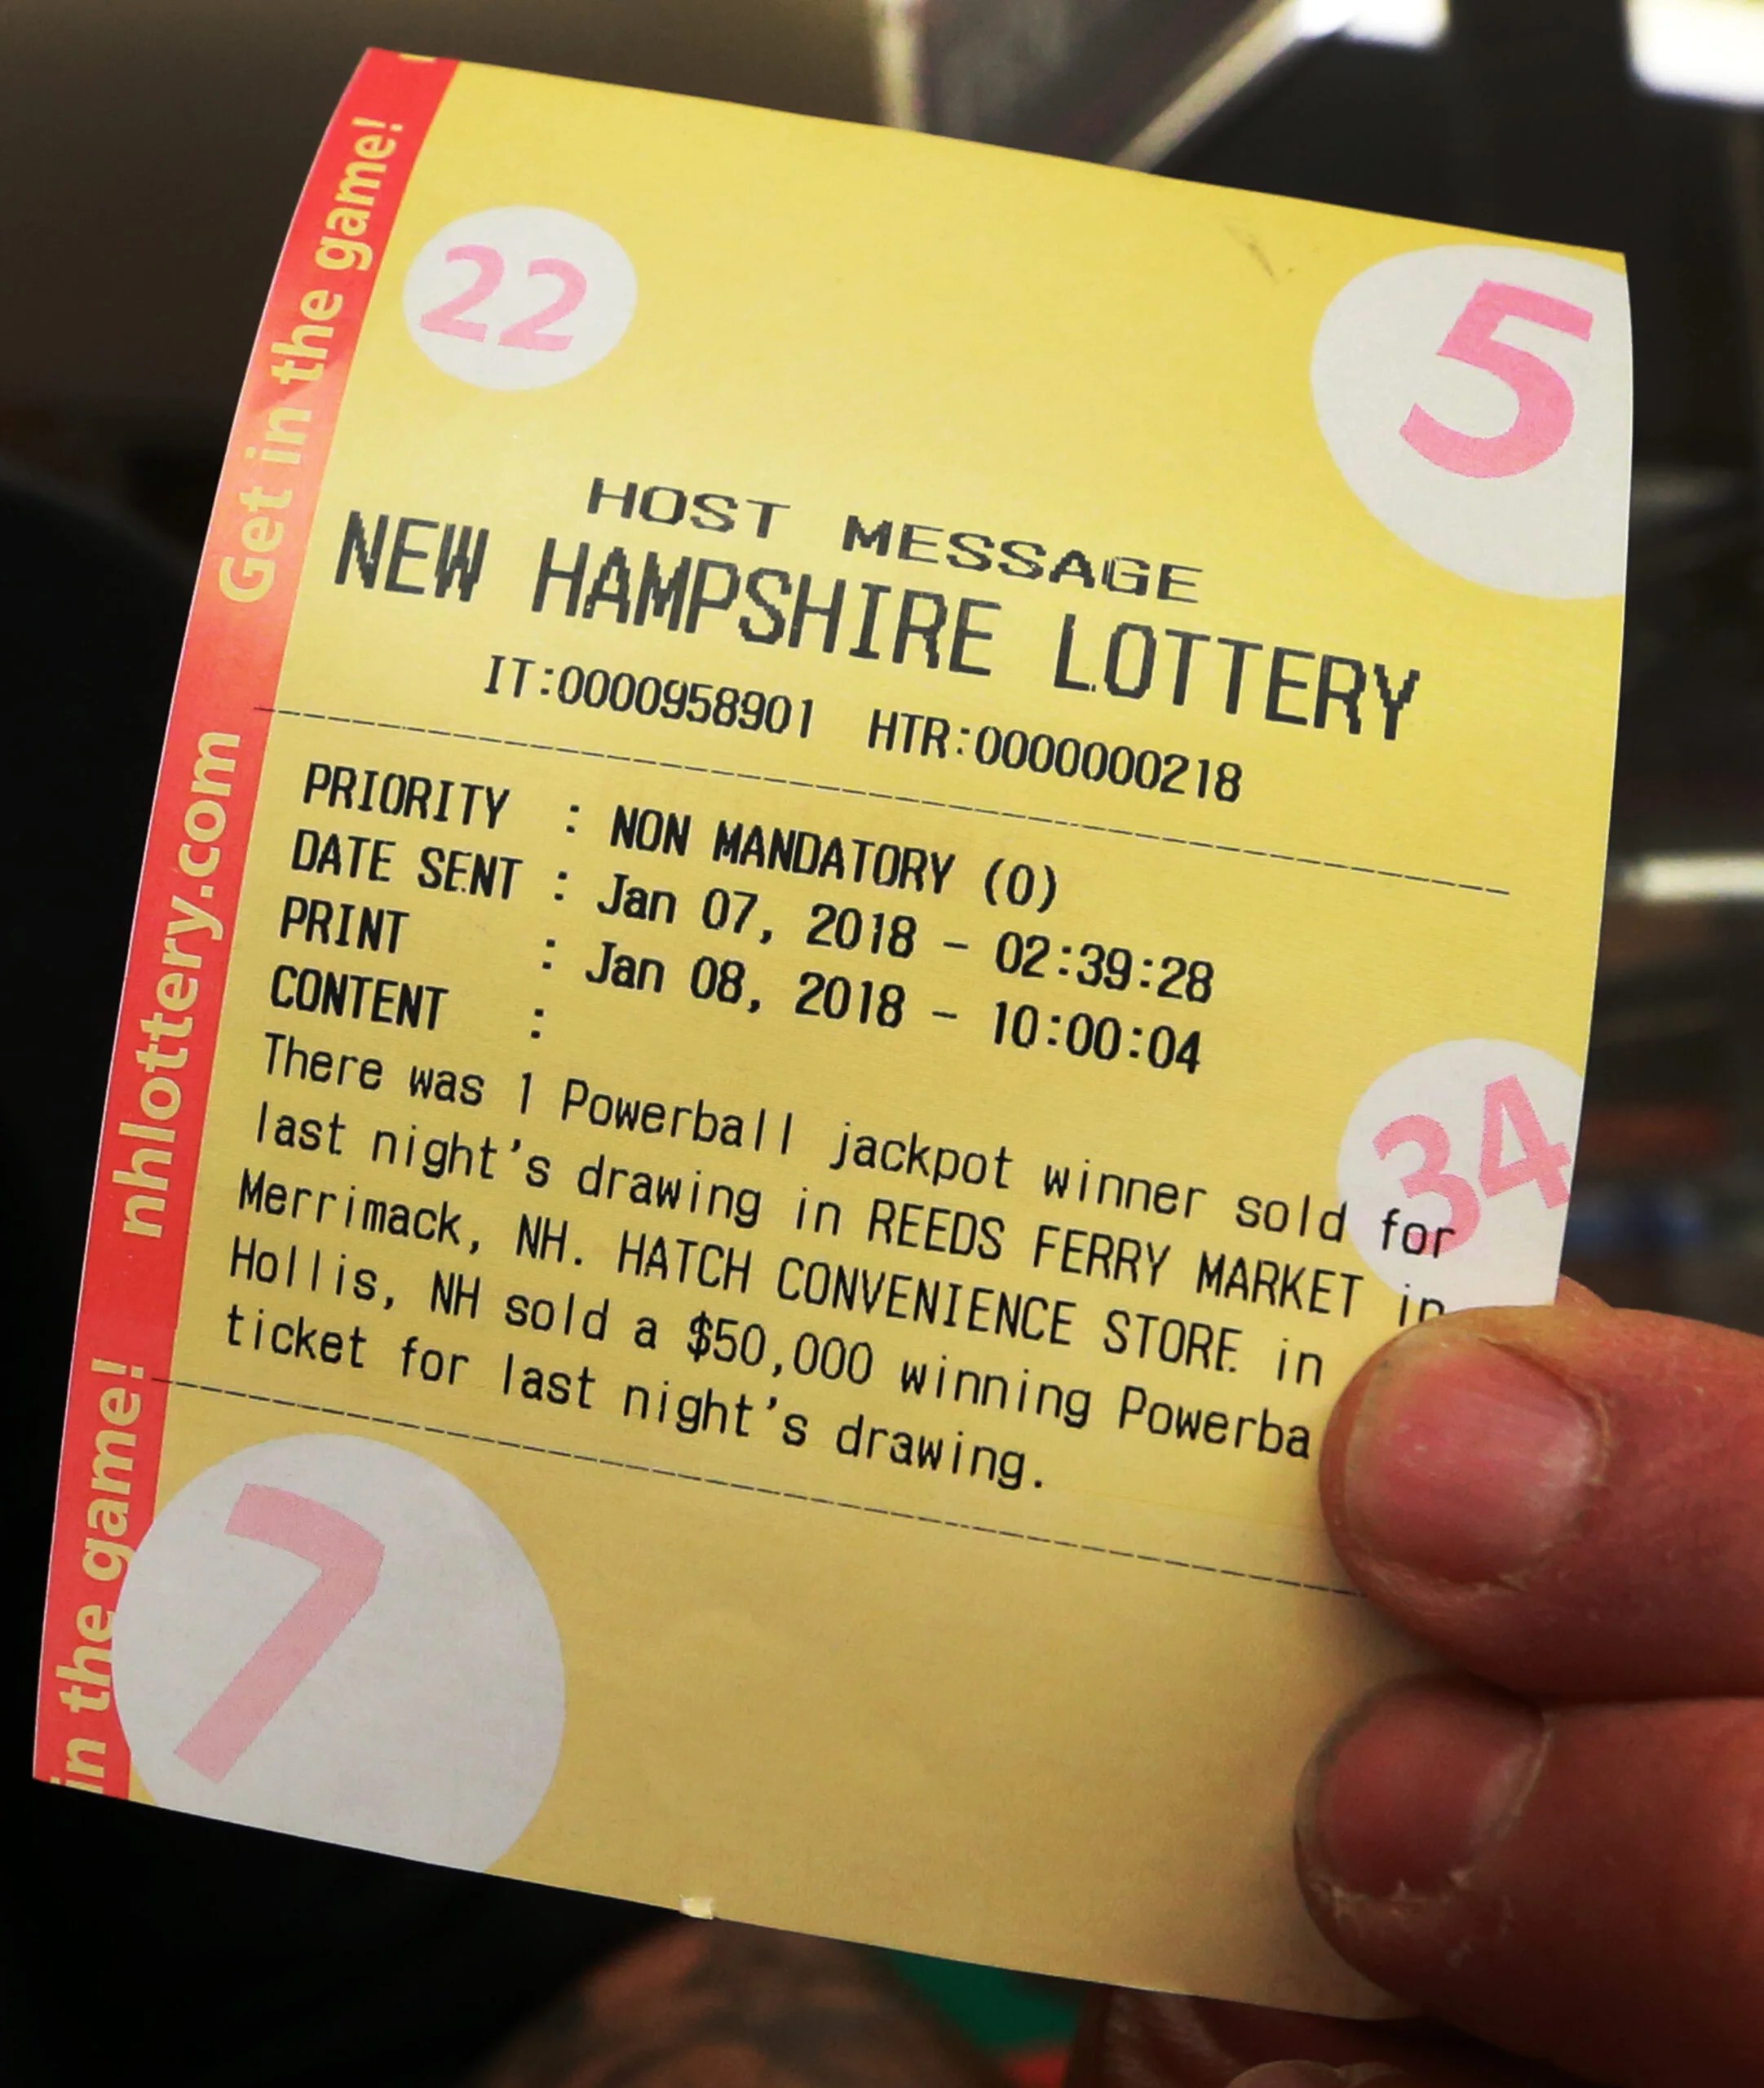 Get in the game!
nhlottery.com
in the game!
22
5
HOST MESSAGE
NEW HAMPSHIRE LOTTERY
IT:0000958901 HTR:0000000218
PRIORITY : NON MANDATORY (0)
DATE SENT : Jan 07, 2018 - 02:39:28
PRINT : Jan 08, 2018 - 10:00:04
CONTENT :
34
There was 1 Powerball jackpot winner sold for
last night's drawing in REEDS FERRY MARKET in
Merrimack, NH. HATCH CONVENIENCE STORE in
Hollis, NH sold a $50,000 winning Powerba
ticket for last night's drawing.
7